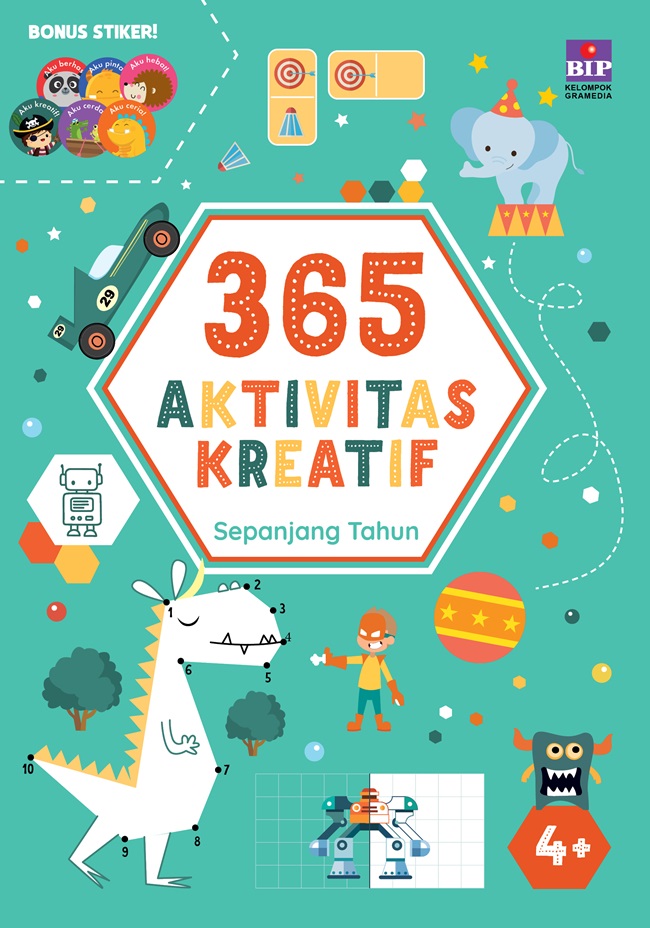 BONUS STIKER!
Aku berhasil
Aku pintar
Aku hebat!
Aku kreatif!
Aku cerdas
Aku ceria!
BIP
KELOMPOK
GRAMEDIA
29
29
365
AKTIVITAS
KREATIF
Sepanjang Tahun
1
2
3
4
5
6
7
8
9
10
4+